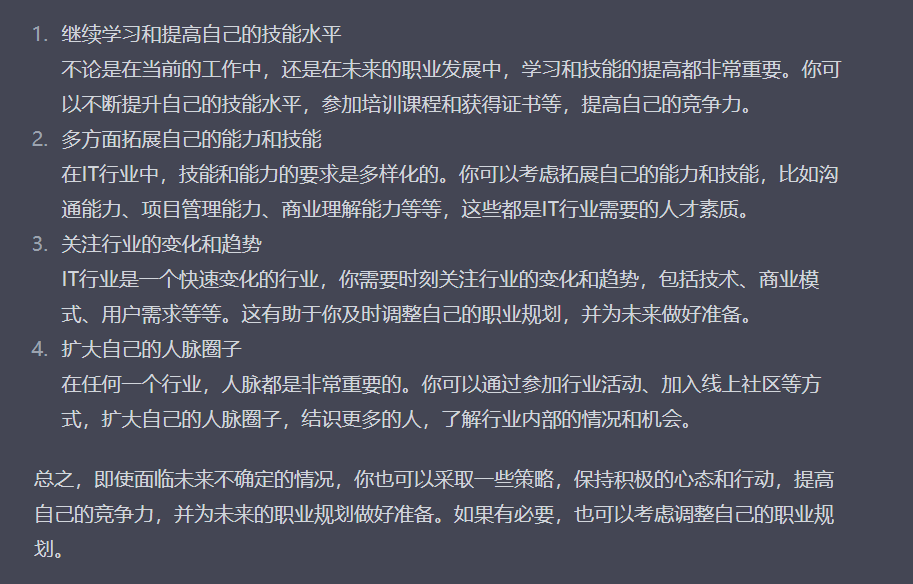 1. 继续学习和提高自己的技能水平
不论是在当前的工作中，还是在未来的职业发展中，学习和技能的提高都非常重要。你可
以不断提升自己的技能水平，参加培训课程和获得证书等，提高自己的竞争力。
2. 多方面拓展自己的能力和技能
在IT行业中，技能和能力的要求是多样化的。你可以考虑拓展自己的能力和技能，比如沟
通能力、项目管理能力、商业理解能力等等，这些都是IT行业需要的人才素质。
3. 关注行业的变化和趋势
IT行业是一个快速变化的行业，你需要时刻关注行业的变化和趋势，包括技术、商业模
式、用户需求等等。这有助于你及时调整自己的职业规划，并为未来做好准备。
4. 扩大自己的人脉圈子
在任何一个行业，人脉都是非常重要的。你可以通过参加行业活动、加入线上社区等方
式，扩大自己的人脉圈子，结识更多的人，了解行业内部的情况和机会。
总之，即使面临未来不确定的情况，你也可以采取一些策略，保持积极的心态和行动，提高
自己的竞争力，并为未来的职业规划做好准备。如果有必要，也可以考虑调整自己的职业规
划。